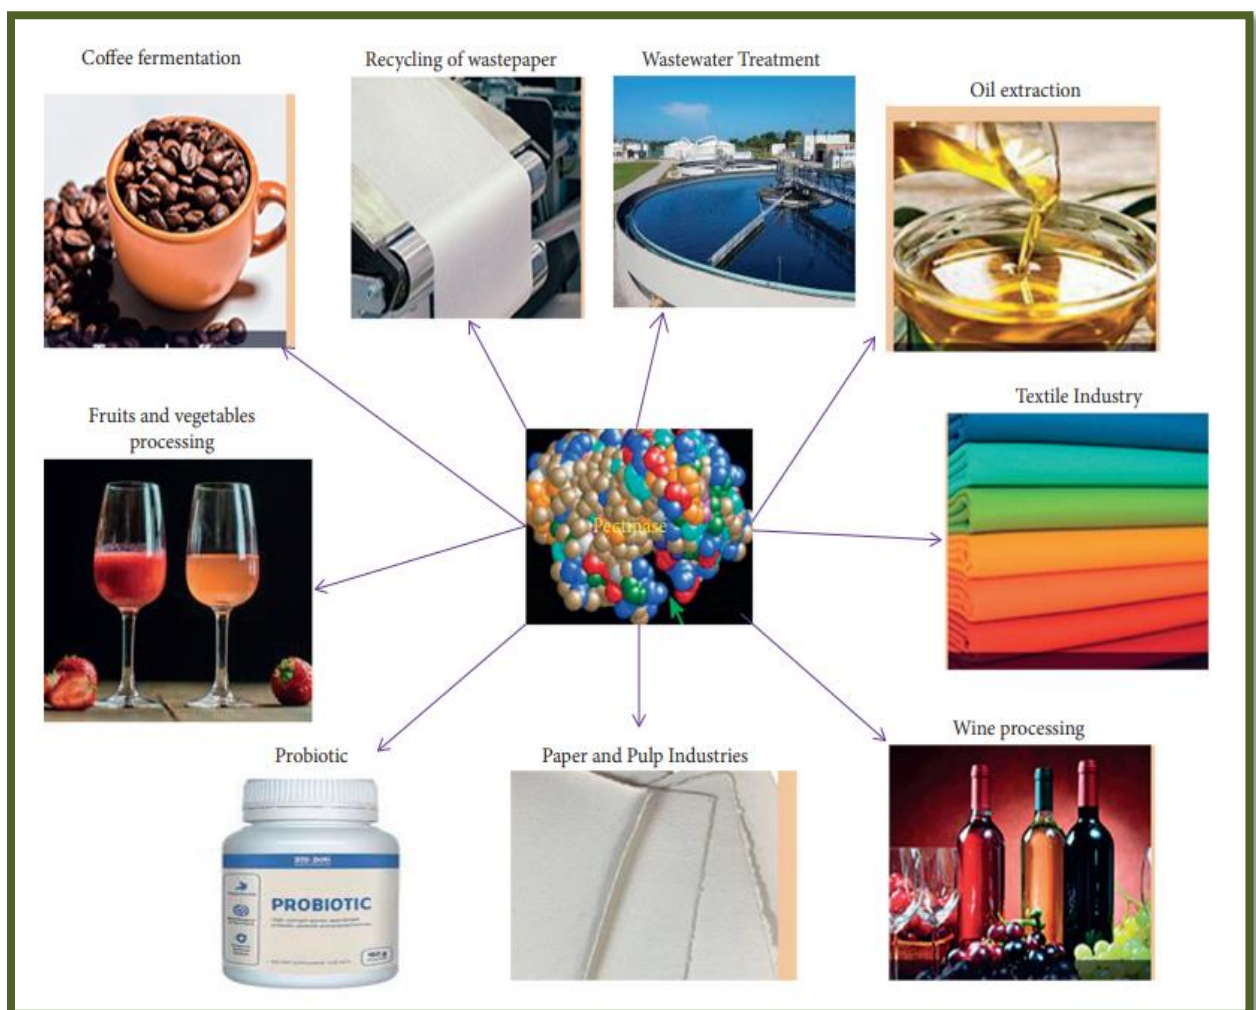 Coffee fermentation
Recycling of wastepaper
Wastewater Treatment
Oil extraction
Fruits and vegetables
processing
Textile Industry
Pectinase
Probiotic
Paper and Pulp Industries
Wine processing
PROBIOTIC